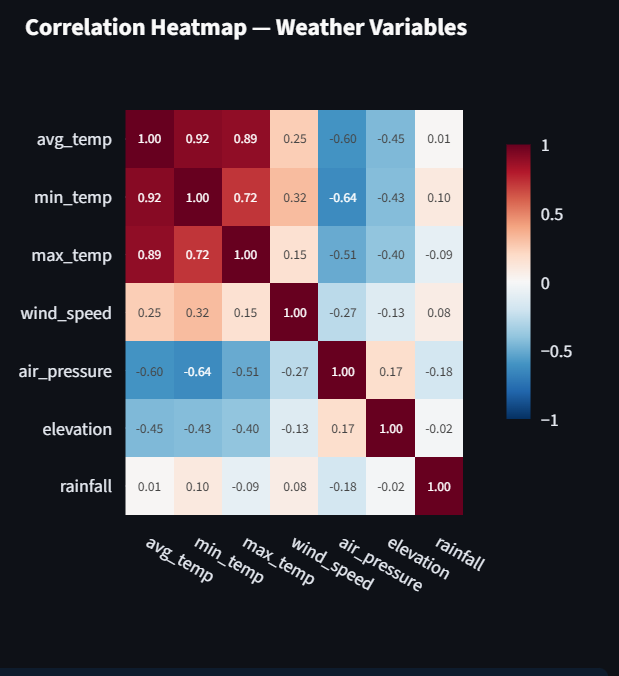 Correlation Heatmap — Weather Variables
avg_temp 1.00 0.92 0.89 0.25 -0.60 -0.45 0.01
min_temp 0.92 1.00 0.72 0.32 -0.64 -0.43 0.10
max_temp 0.89 0.72 1.00 0.15 -0.51 -0.40 -0.09
wind_speed 0.25 0.32 0.15 1.00 -0.27 -0.13 0.08
air_pressure -0.60 -0.64 -0.51 -0.27 1.00 0.17 -0.18
elevation -0.45 -0.43 -0.40 -0.13 0.17 1.00 -0.02
rainfall 0.01 0.10 -0.09 0.08 -0.18 -0.02 1.00
avg_temp min_temp max_temp wind_speed air_pressure elevation rainfall
1
0.5
0
−0.5
−1